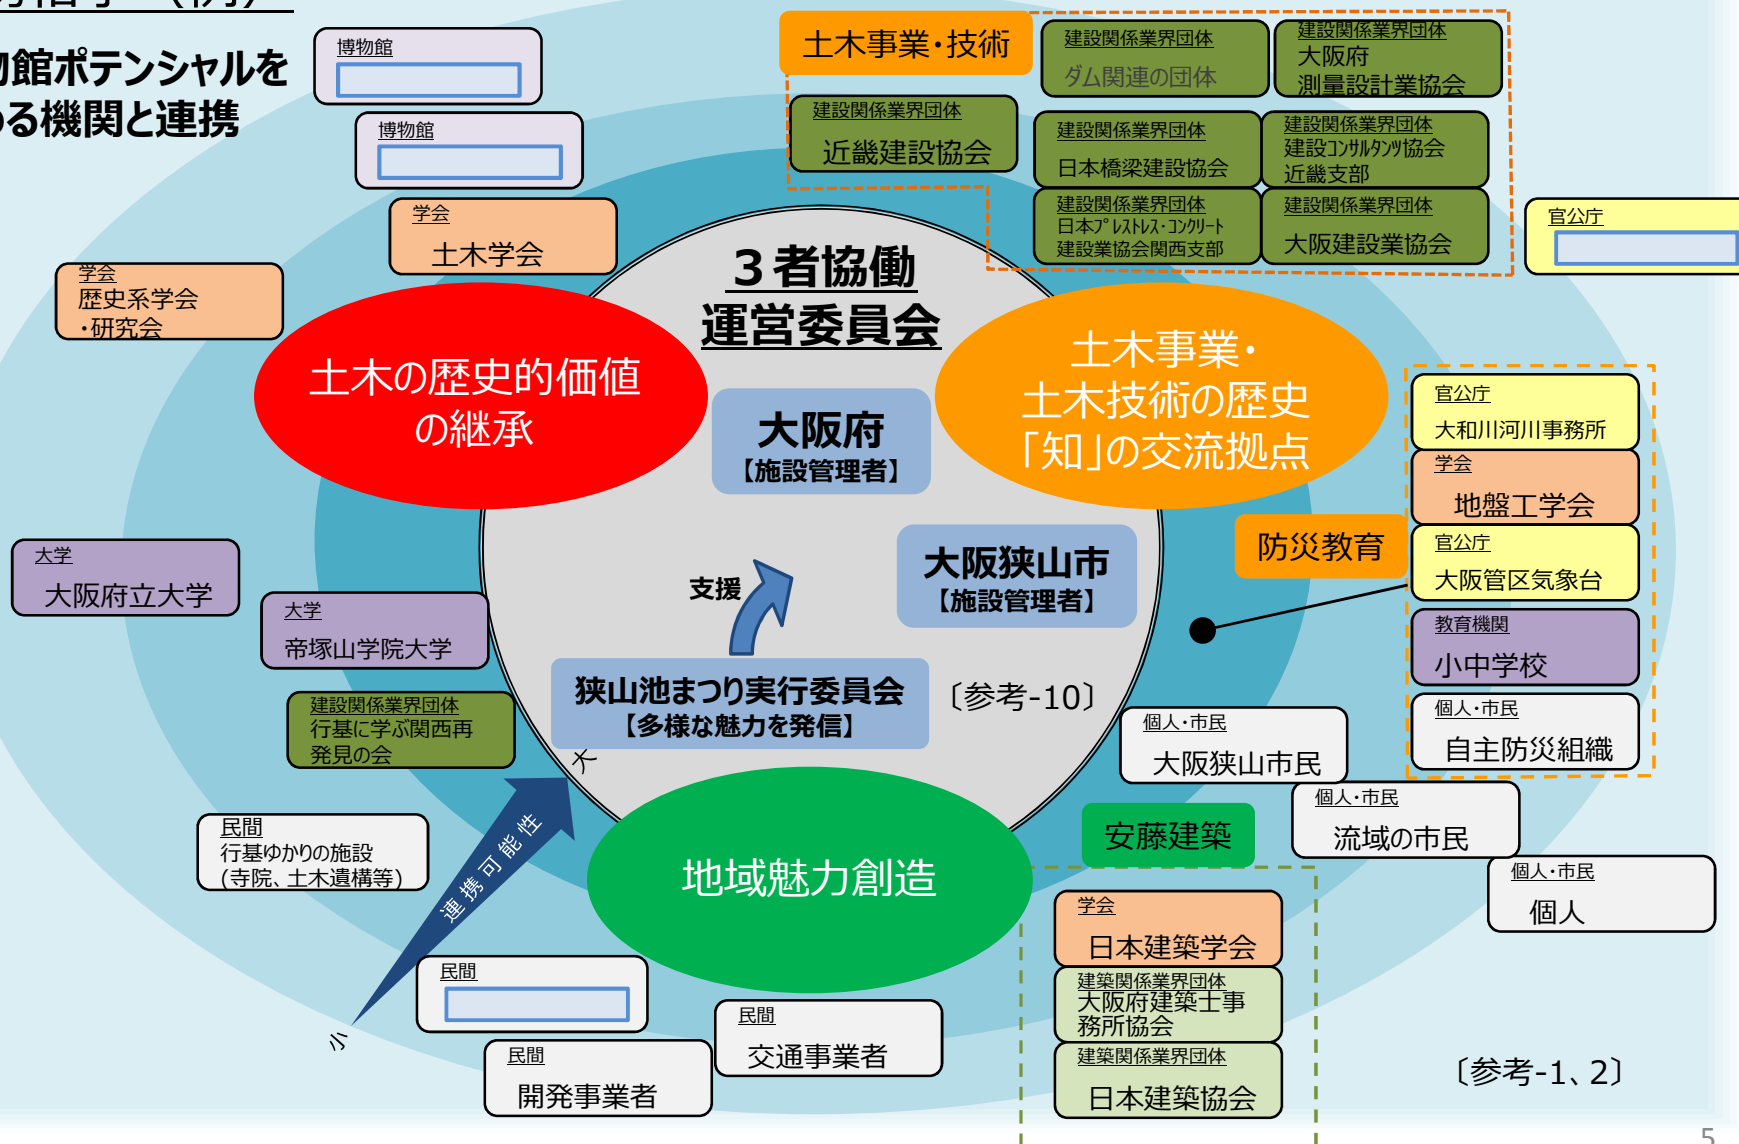 物館ポテンシャルを
める機関と連携
博物館
博物館
学会
土木学会
学会
歴史系学会
・研究会
土木事業・技術
建設関係業界団体
ダム関連の団体
建設関係業界団体
大阪府
測量設計業協会
建設関係業界団体
近畿建設協会
建設関係業界団体
日本橋梁建設協会
建設関係業界団体
建設コンサルタンツ協会
近畿支部
建設関係業界団体
日本プレストレス・コンクリート
建設業協会関西支部
建設関係業界団体
大阪建設業協会
官公庁
3者協働
運営委員会
土木の歴史的価値
の継承
土木事業・
土木技術の歴史
「知」の交流拠点
大阪府
【施設管理者】
大阪狭山市
【施設管理者】
支援
狭山池まつり実行委員会
【多様な魅力を発信】
〔参考-10〕
防災教育
官公庁
大和川河川事務所
学会
地盤工学会
官公庁
大阪管区気象台
教育機関
小中学校
個人・市民
自主防災組織
大学
大阪府立大学
大学
帝塚山学院大学
建設関係業界団体
行基に学ぶ関西再
発見の会
民間
行基ゆかりの施設
(寺院、土木遺構等)
大
連携可能性
小
個人・市民
大阪狭山市民
個人・市民
流域の市民
個人・市民
個人
地域魅力創造
安藤建築
学会
日本建築学会
建築関係業界団体
大阪府建築士事
務所協会
建築関係業界団体
日本建築協会
民間
民間
開発事業者
民間
交通事業者
〔参考-1、2〕
5